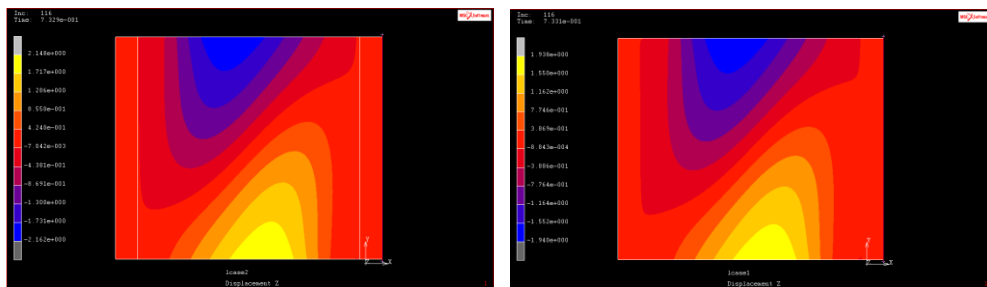 Inc: 116
Time: 7.329e-001
2.148e+000
1.717e+000
1.286e+000
8.550e-001
4.240e-001
-7.042e-003
-4.381e-001
-8.691e-001
-1.300e+000
-1.731e+000
-2.162e+000
Y
Z X
lcase2
Displacement Z
1
Inc: 116
Time: 7.331e-001
1.938e+000
1.550e+000
1.162e+000
7.746e-001
3.869e-001
-8.843e-004
-3.886e-001
-7.764e-001
-1.164e+000
-1.552e+000
-1.940e+000
Y
Z X
lcase1
Displacement Z
1